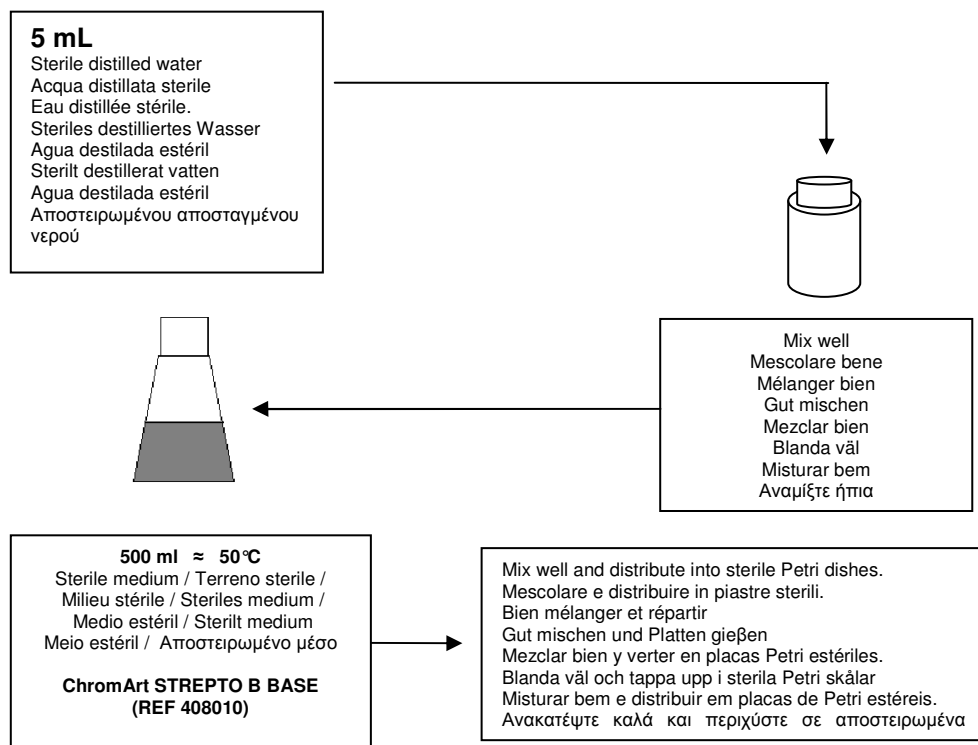 5 mL
Sterile distilled water
Acqua distillata sterile
Eau distillée stérile.
Steriles destilliertes Wasser
Agua destilada estéril
Sterilt destillerat vatten
Agua destilada estéril
Αποστειρωμένου αποσταγμένου
νερού
Mix well
Mescolare bene
Mélanger bien
Gut mischen
Mezclar bien
Blanda väl
Misturar bem
Αναμίξτε ήπια
500 ml ≈ 50°C
Sterile medium / Terreno sterile /
Milieu stérile / Steriles medium /
Medio estéril / Sterilt medium
Meio estéril / Αποστειρωμένο μέσο
ChromArt STREPTO B BASE
(REF 408010)
Mix well and distribute into sterile Petri dishes.
Mescolare e distribuire in piastre sterili.
Bien mélanger et répartir
Gut mischen und Platten gieβen
Mezclar bien y verter en placas Petri estériles.
Blanda väl och tappa upp i sterila Petri skålar
Misturar bem e distribuir em placas de Petri estéreis.
Ανακατέψτε καλά και περιχύστε σε αποστειρωμένα